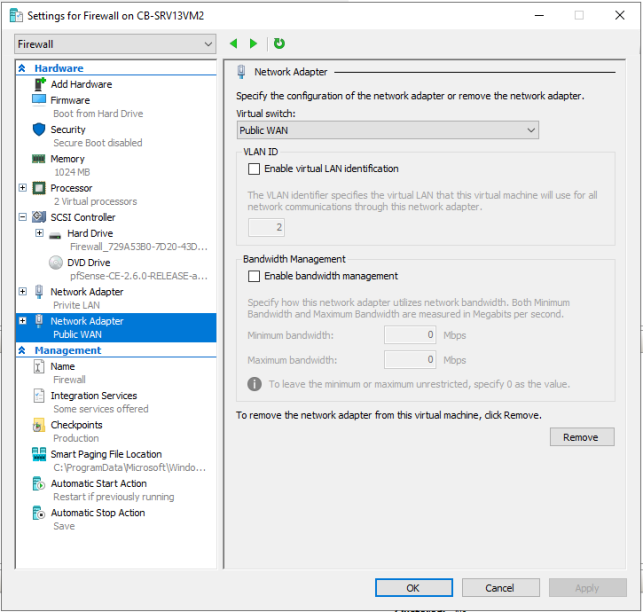 Settings for Firewall on CB-SRV13VM2
Firewall
Hardware
Add Hardware
Firmware
Boot from Hard Drive
Security
Secure Boot disabled
Memory
1024 MB
Processor
2 Virtual processors
SCSI Controller
Hard Drive
Firewall_729A53B0-7D20-43D...
DVD Drive
pfSense-CE-2.6.0-RELEASE-a...
Network Adapter
Privite LAN
Network Adapter
Public WAN
Management
Name
Firewall
Integration Services
Some services offered
Checkpoints
Production
Smart Paging File Location
C:\ProgramData\Microsoft\Windo...
Automatic Start Action
Restart if previously running
Automatic Stop Action
Save
Network Adapter
Specify the configuration of the network adapter or remove the network adapter.
Virtual switch:
Public WAN
VLAN ID
Enable virtual LAN identification
The VLAN identifier specifies the virtual LAN that this virtual machine will use for all
network communications through this network adapter.
2
Bandwidth Management
Enable bandwidth management
Specify how this network adapter utilizes network bandwidth. Both Minimum
Bandwidth and Maximum Bandwidth are measured in Megabits per second.
Minimum bandwidth: 0 Mbps
Maximum bandwidth: 0 Mbps
To leave the minimum or maximum unrestricted, specify 0 as the value.
To remove the network adapter from this virtual machine, click Remove.
Remove
OK Cancel Apply